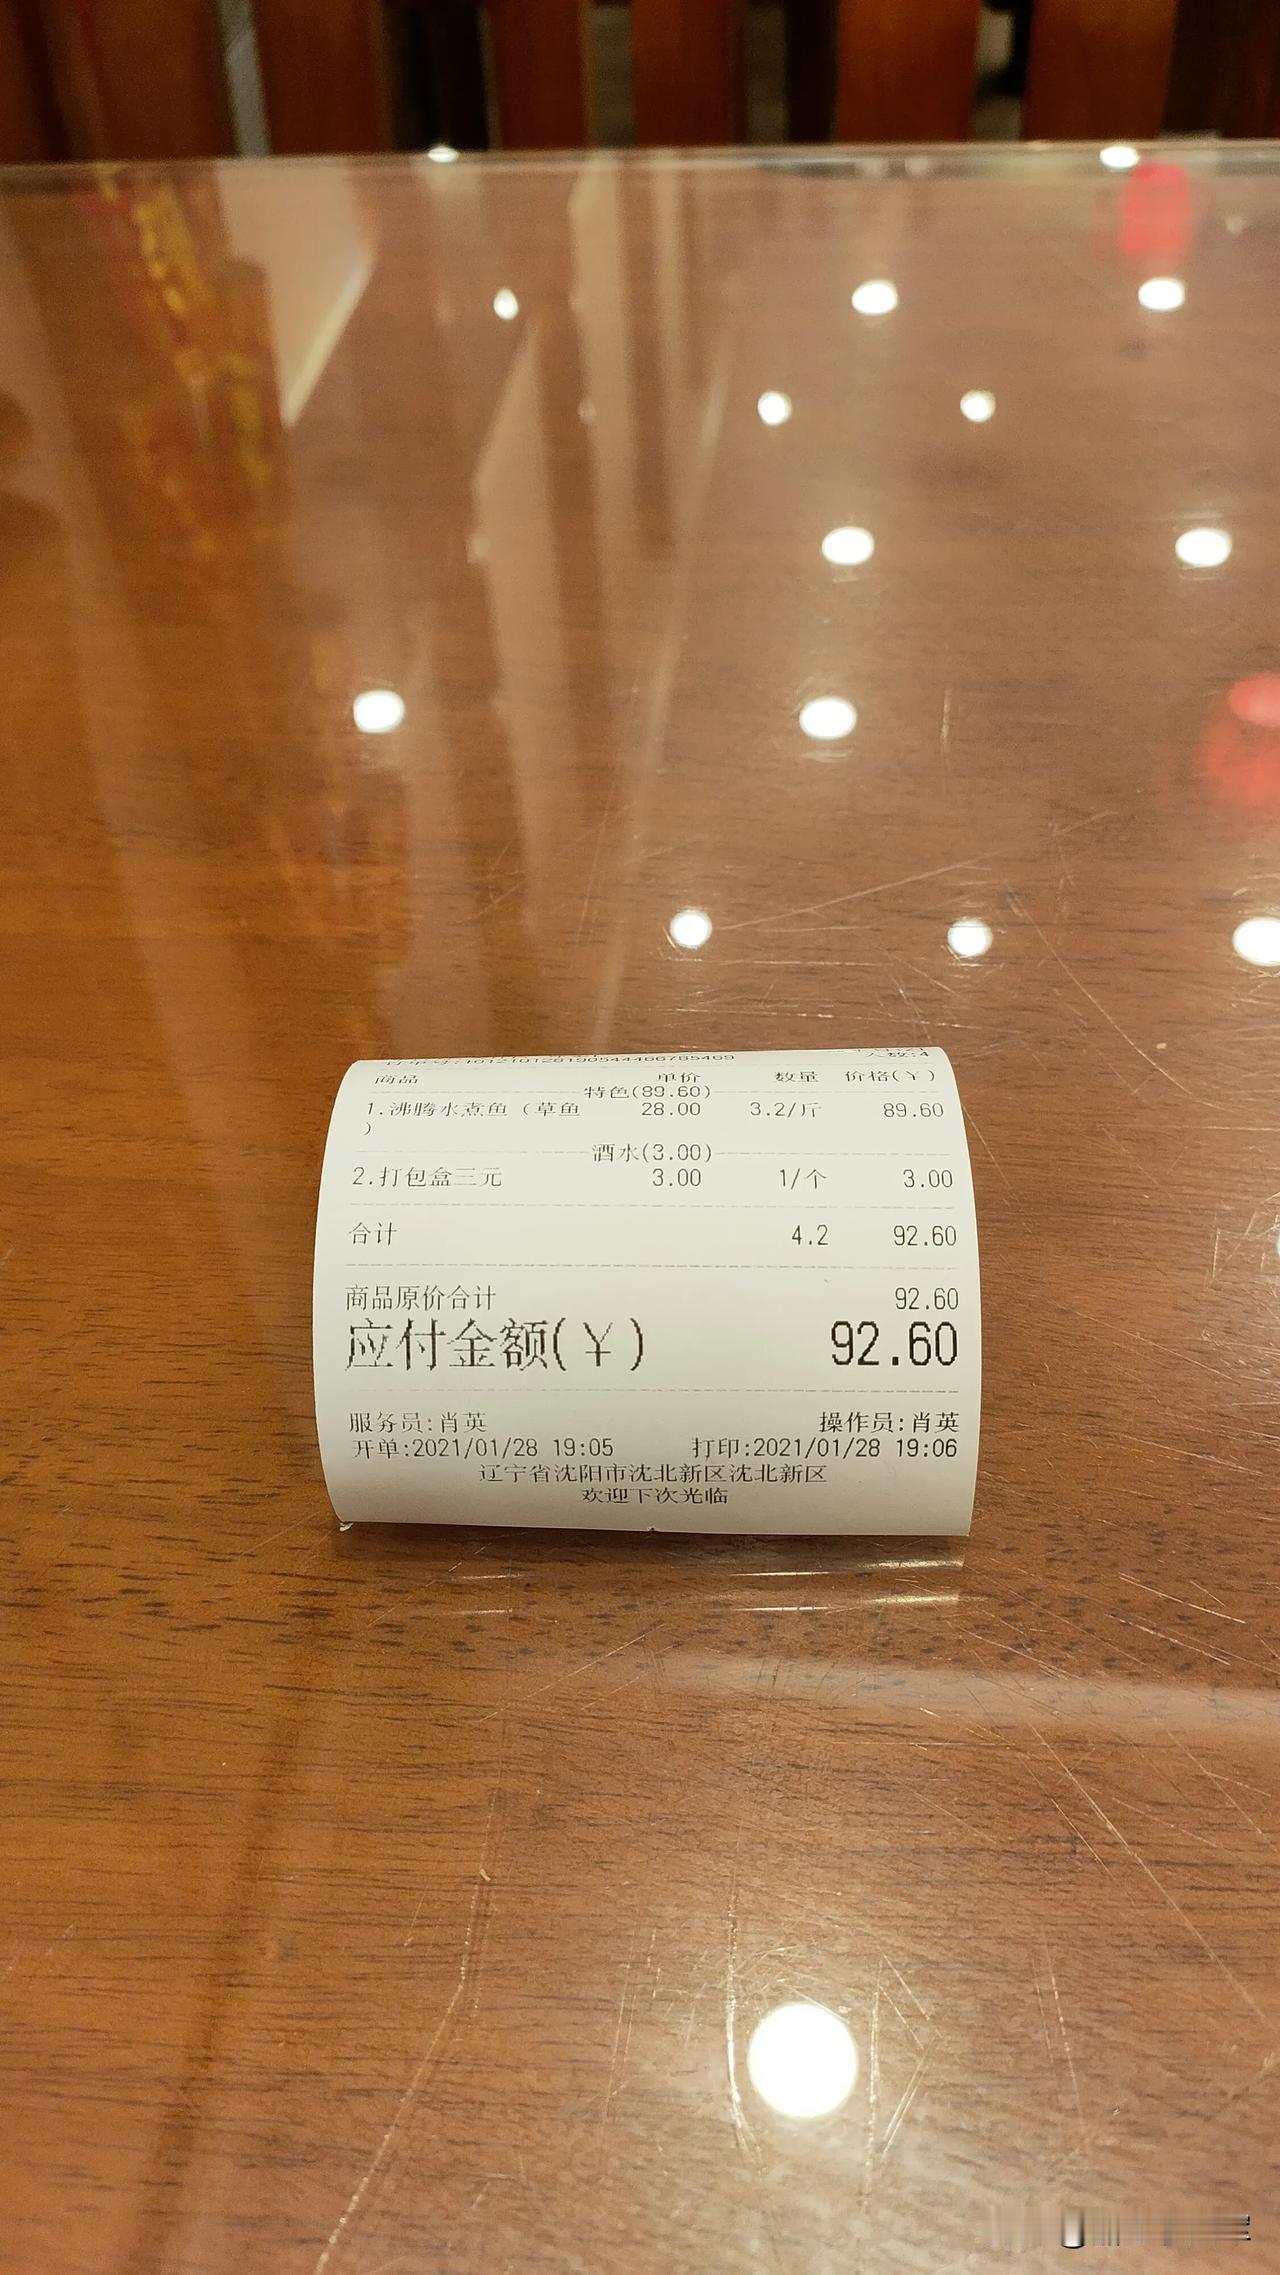 人数:4
商品 单价 数量 价格(¥)
特色(89.60)
1.沸腾水煮鱼(草鱼 28.00 3.2/斤 89.60
)
酒水(3.00)
2.打包盒三元 3.00 1/个 3.00
合计 4.2 92.60
商品原价合计 92.60
应付金额(¥) 92.60
服务员:肖英 操作员:肖英
开单:2021/01/28 19:05 打印:2021/01/28 19:06
辽宁省沈阳市沈北新区沈北新区
欢迎下次光临